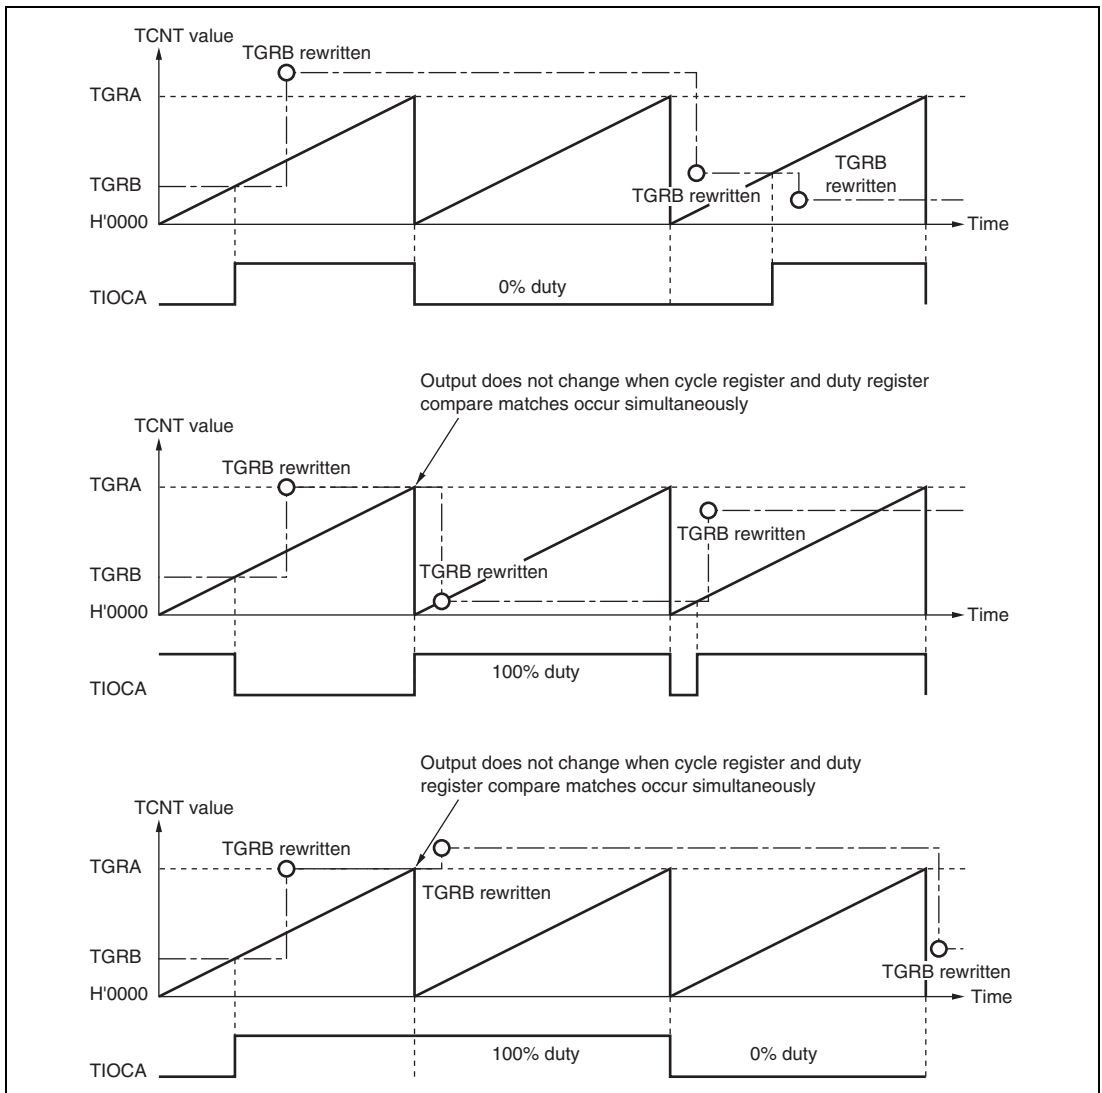 TCNT value
TGRB rewritten
TGRA
TGRB
rewritten
TGRB
TGRB rewritten
H'0000
Time
0% duty
TIOCA
Output does not change when cycle register and duty register
compare matches occur simultaneously
TCNT value
TGRB rewritten
TGRA
TGRB rewritten
TGRB
TGRB rewritten
H'0000
Time
100% duty
TIOCA
Output does not change when cycle register and duty
register compare matches occur simultaneously
TCNT value
TGRB rewritten
TGRA
TGRB rewritten
TGRB
TGRB rewritten
H'0000
Time
100% duty
0% duty
TIOCA